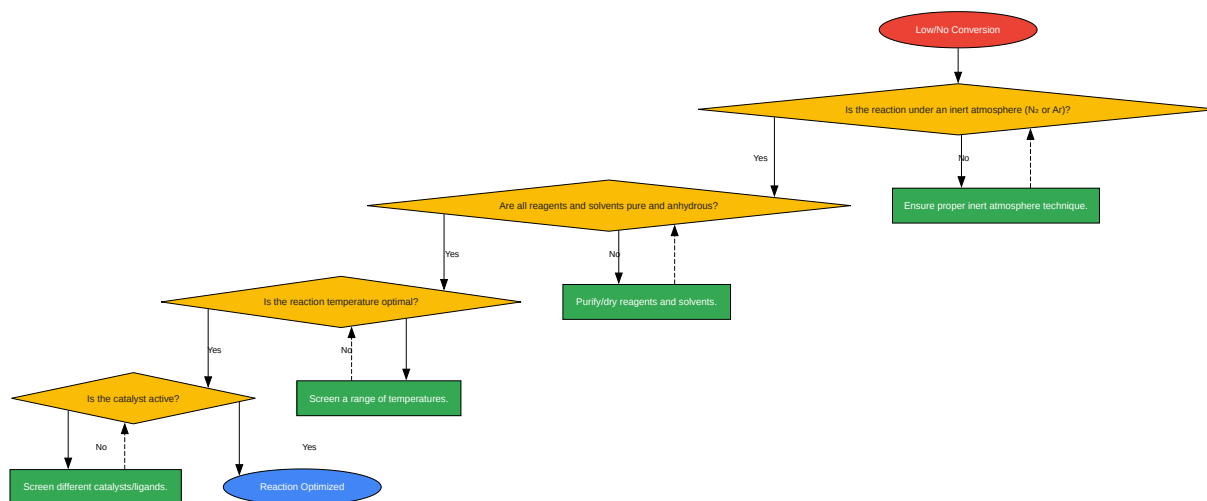 Low/No Conversion
Is the reaction under an inert atmosphere (N₂ or Ar)?
Yes
No
Are all reagents and solvents pure and anhydrous?
Ensure proper inert atmosphere technique.
Yes
No
Is the reaction temperature optimal?
Purify/dry reagents and solvents.
Yes
No
Is the catalyst active?
Screen a range of temperatures.
No
Yes
Screen different catalysts/ligands.
Reaction Optimized